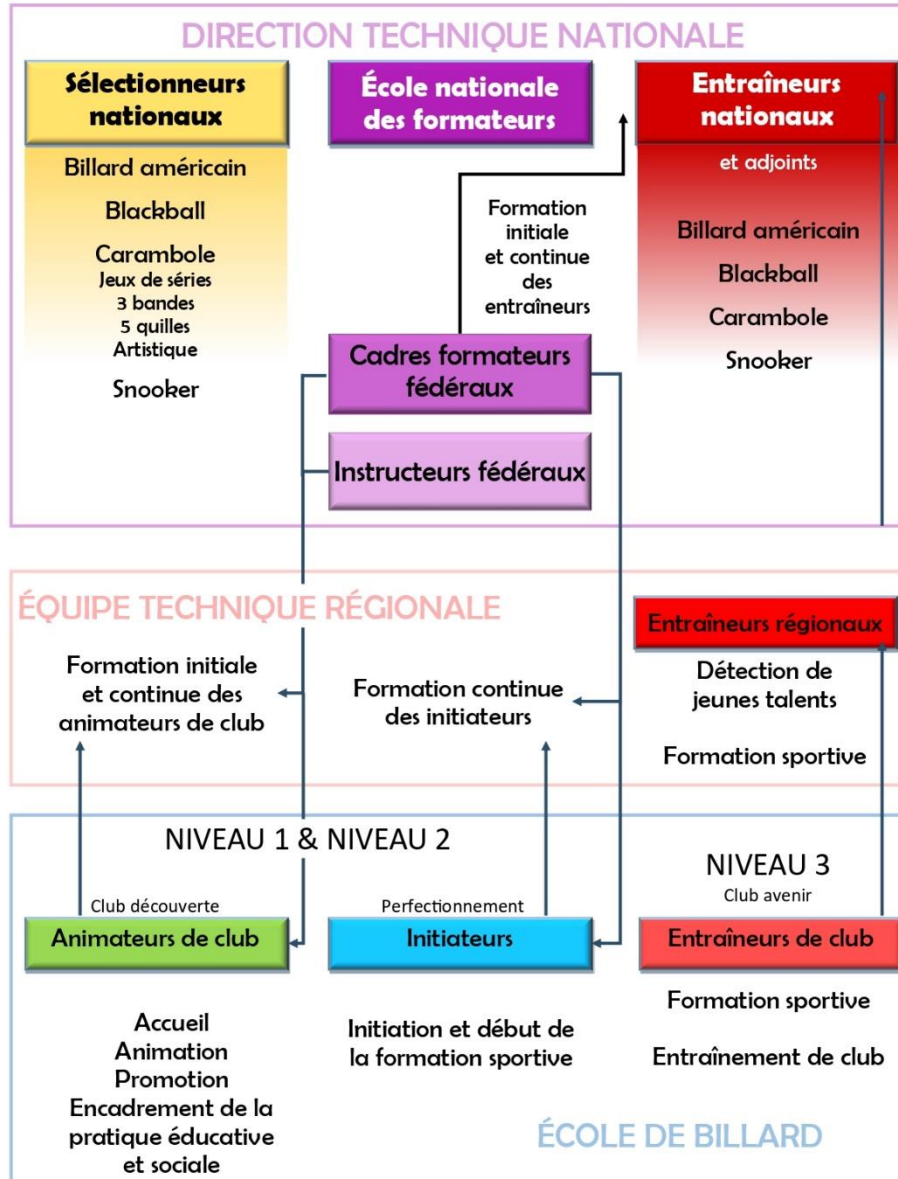 DIRECTION TECHNIQUE NATIONALE
Sélectionneurs
nationaux
Billard américain
Blackball
Carambole
Jeux de séries
3 bandes
5 quilles
Artistique
Snooker
École nationale
des formateurs
Formation
initiale
et continue
des
entraîneurs
Cadres formateurs
fédéraux
Instructeurs fédéraux
Entraîneurs
nationaux
et adjoints
Billard américain
Blackball
Carambole
Snooker
ÉQUIPE TECHNIQUE RÉGIONALE
Formation initiale
et continue des
animateurs de club
Formation continue
des initiateurs
Entraîneurs régionaux
Détection de
jeunes talents
Formation sportive
NIVEAU 1 & NIVEAU 2
Club découverte
Animateurs de club
Accueil
Animation
Promotion
Encadrement de la
pratique éducative
et sociale
Perfectionnement
Initiateurs
Initiation et début de
la formation sportive
NIVEAU 3
Club avenir
Entraîneurs de club
Formation sportive
Entraînement de club
ÉCOLE DE BILLARD